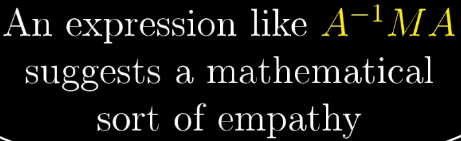 An expression like A⁻¹MA
suggests a mathematical
sort of empathy